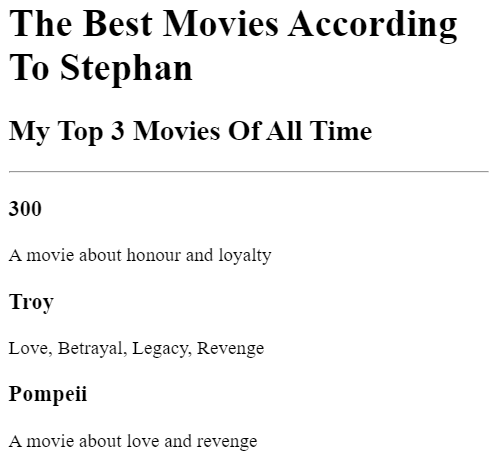 The Best Movies According
To Stephan
My Top 3 Movies Of All Time
300
A movie about honour and loyalty
Troy
Love, Betrayal, Legacy, Revenge
Pompeii
A movie about love and revenge